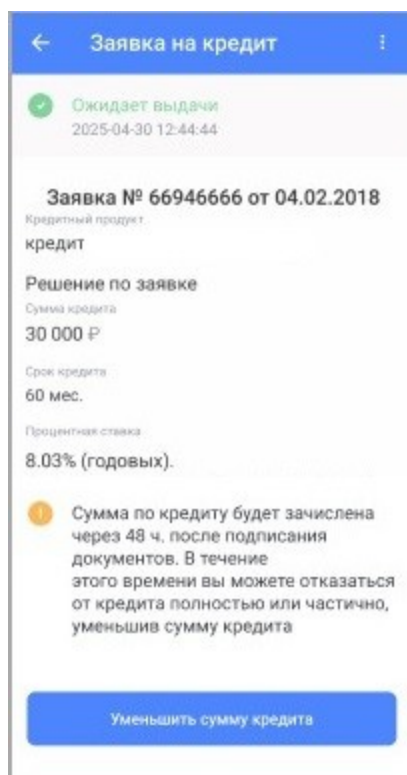 Заявка на кредит
Ожидает выдачи
2025-04-30 12:44:44
Заявка № 66946666 от 04.02.2018
Кредитный продукт
кредит
Решение по заявке
Сумма кредита
30 000 ₽
Срок кредита
60 мес.
Процентная ставка
8.03% (годовых).
Сумма по кредиту будет зачислена
через 48 ч. после подписания
документов. В течение
этого времени вы можете отказаться
от кредита полностью или частично,
уменьшив сумму кредита
Уменьшить сумму кредита